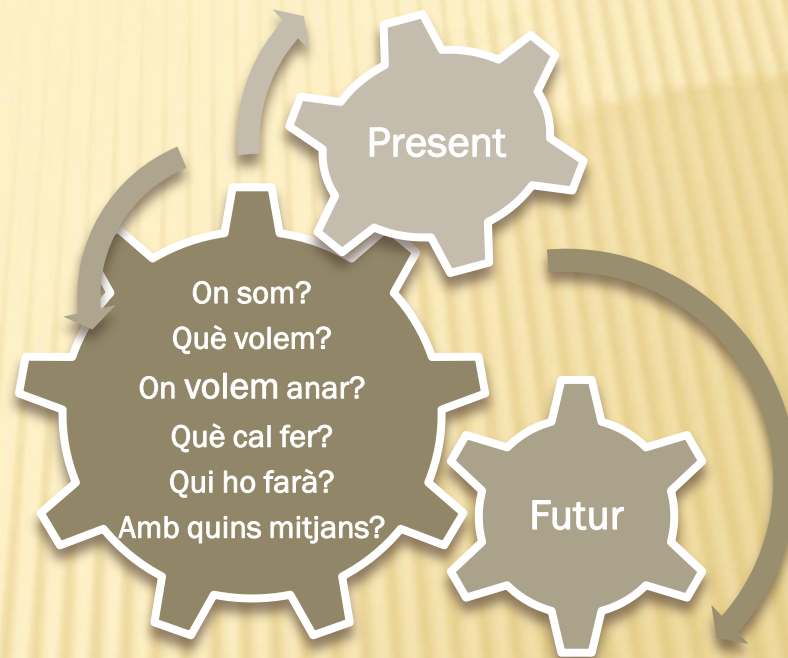 Present
On som?
Què volem?
On volem anar?
Què cal fer?
Qui ho farà?
Amb quins mitjans?
Futur